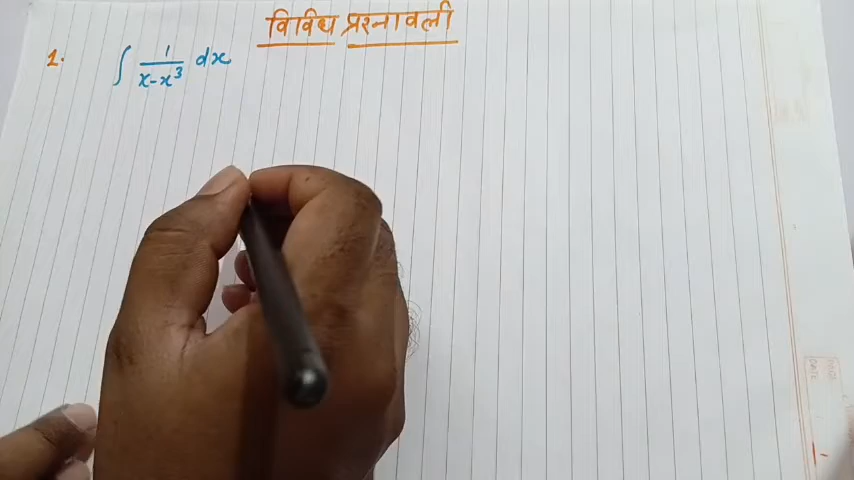 विविध प्रश्नावली
1. ∫ 1/(x-x³) dx